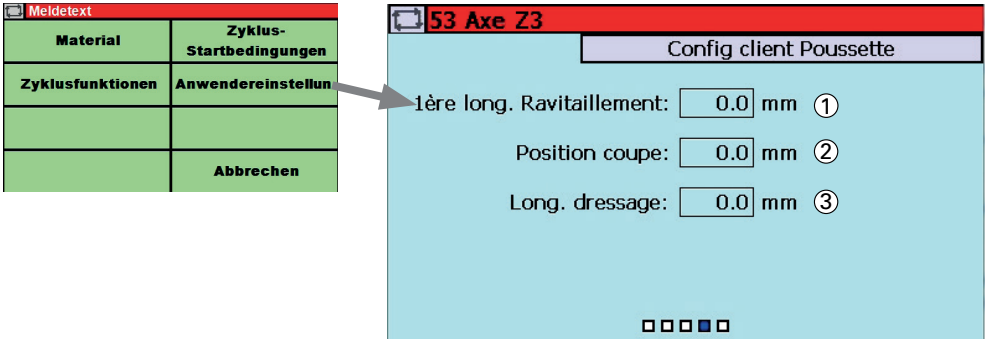 Meldetext
Material
Zyklus-
Startbedingungen
Zyklusfunktionen
Anwendereinstellun
Abbrechen
53 Axe Z3
Config client Poussette
1ère long. Ravitaillement: 0.0 mm 1
Position coupe: 0.0 mm 2
Long. dressage: 0.0 mm 3